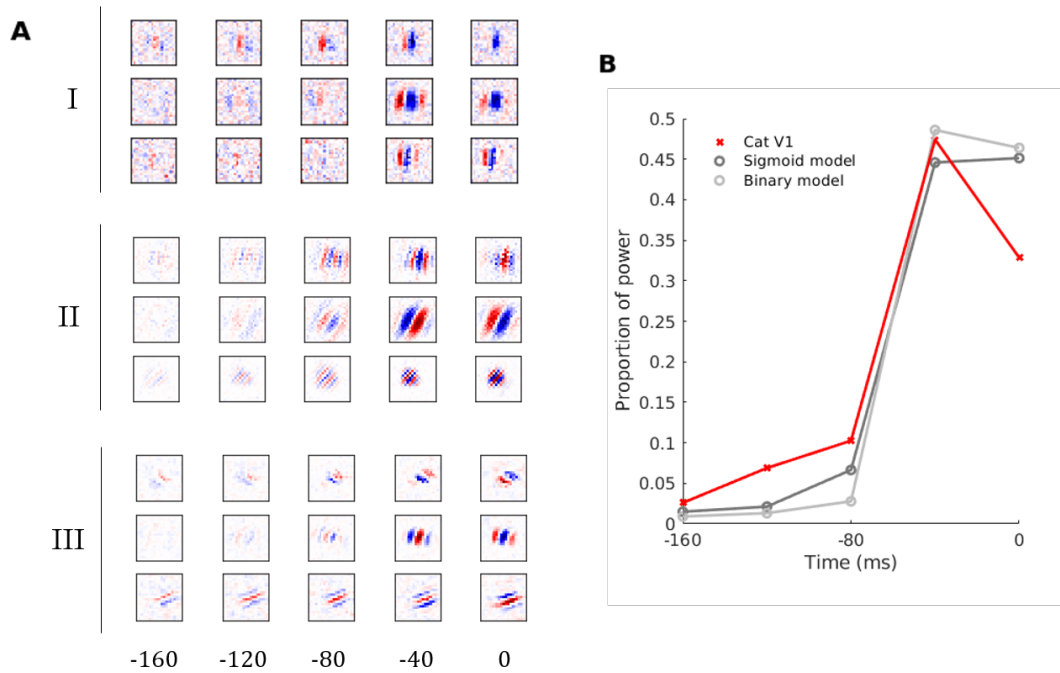 A
I
II
III
-160 -120 -80 -40 0
B
0.5
0.45
0.4
0.35
0.3
0.25
0.2
0.15
0.1
0.05
0
Proportion of power
Cat V1
Sigmoid model
Binary model
-160 -80 0
Time (ms)